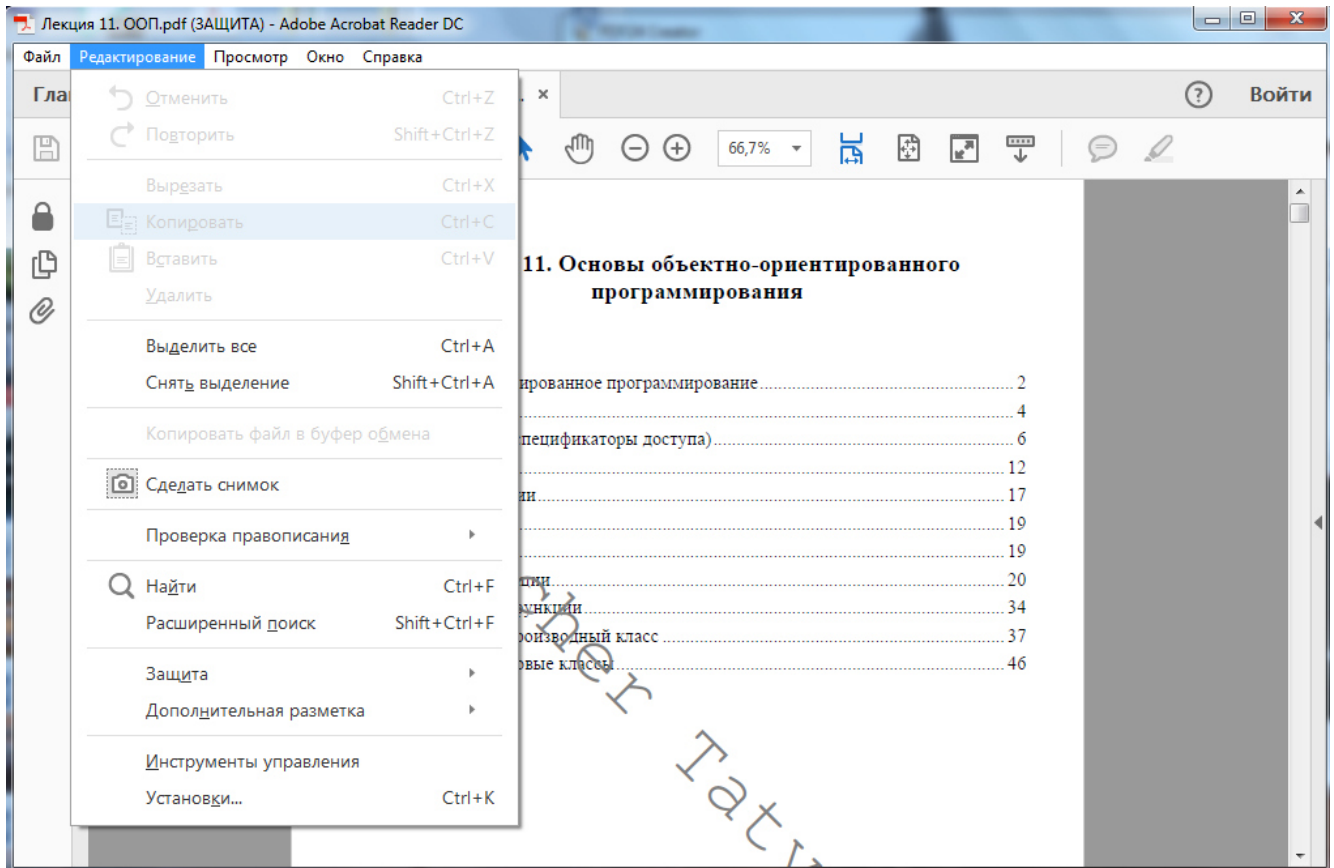 Лекция 11. ООП.pdf (ЗАЩИТА) - Adobe Acrobat Reader DC
Файл Редактирование Просмотр Окно Справка
Гла Войти
66,7%
Отменить Ctrl+Z
Повторить Shift+Ctrl+Z
Вырезать Ctrl+X
Копировать Ctrl+C
Вставить Ctrl+V
Удалить
Выделить все Ctrl+A
Снять выделение Shift+Ctrl+A
Копировать файл в буфер обмена
Сделать снимок
Проверка правописания
Найти Ctrl+F
Расширенный поиск Shift+Ctrl+F
Защита
Дополнительная разметка
Инструменты управления
Установки... Ctrl+K
11. Основы объектно-ориентированного
программирования
ированное программирование 2
4
пецификаторы доступа) 6
12
ии 17
19
19
ции 20
ункции 34
роизводный класс 37
овые классы 46
cher Taty